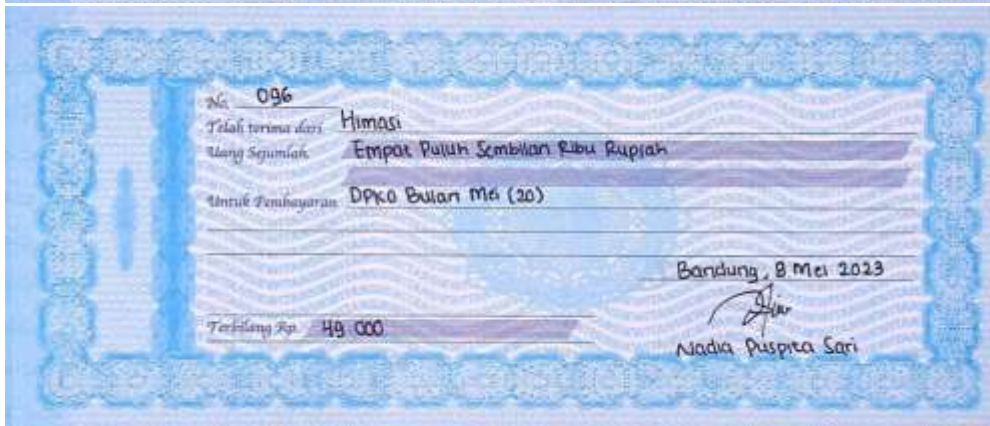 No. 096
Telah terima dari Himasi
Uang Sejumlah Empat Puluh Sembilan Ribu Rupiah
Untuk Pembayaran DPKO Bulan Mei (20)
Bandung, 8 Mei 2023
Terbilang Rp. 49 000
Nadia Puspita Sari